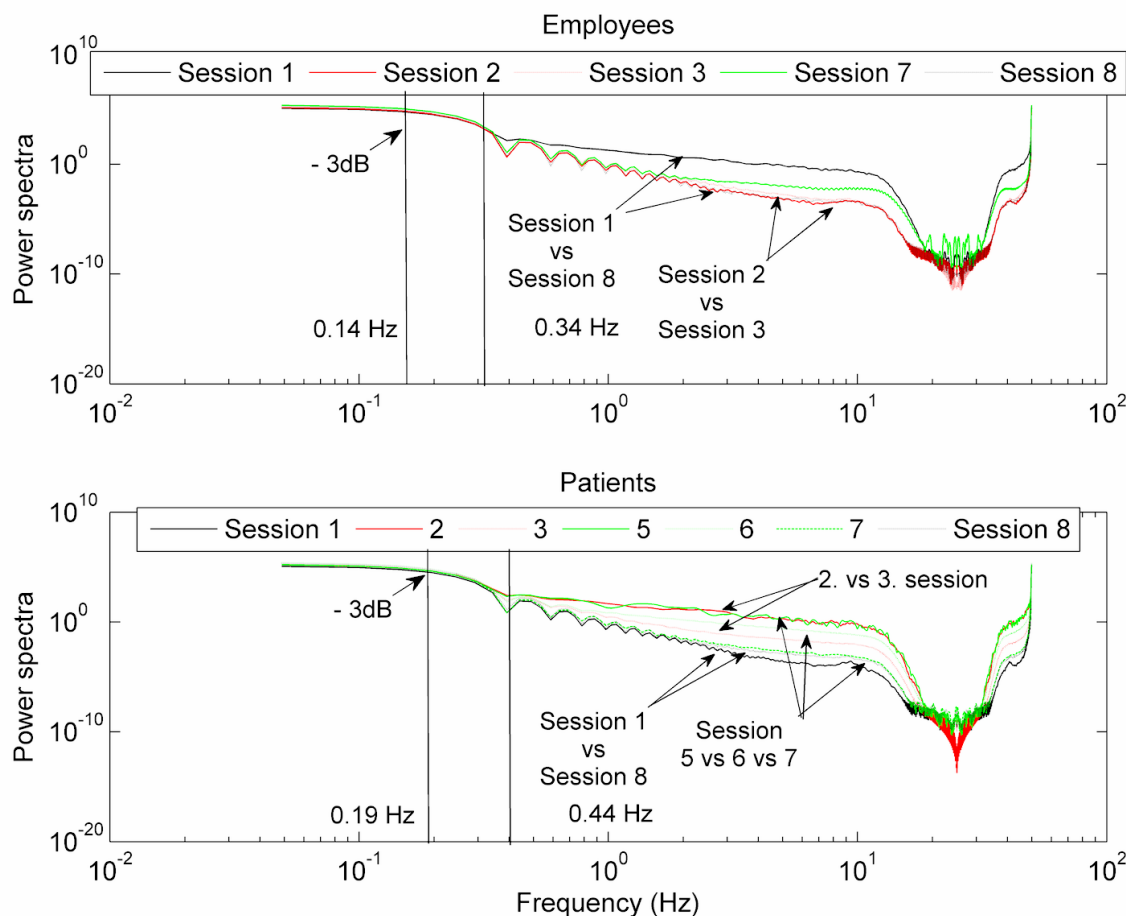 Employees
10^10
Session 1 Session 2 Session 3 Session 7 Session 8
- 3dB
10^0
Power spectra
Session 1
vs
Session 8
Session 2
vs
Session 3
10^-10
0.14 Hz 0.34 Hz
10^-20
10^-2 10^-1 10^0 10^1 10^2
Patients
10^10
Session 1 2 3 5 6 7 Session 8
2. vs 3. session
- 3dB
10^0
Power spectra
Session 1
vs
Session 8
Session
5 vs 6 vs 7
10^-10
0.19 Hz 0.44 Hz
10^-20
10^-2 10^-1 10^0 10^1 10^2
Frequency (Hz)